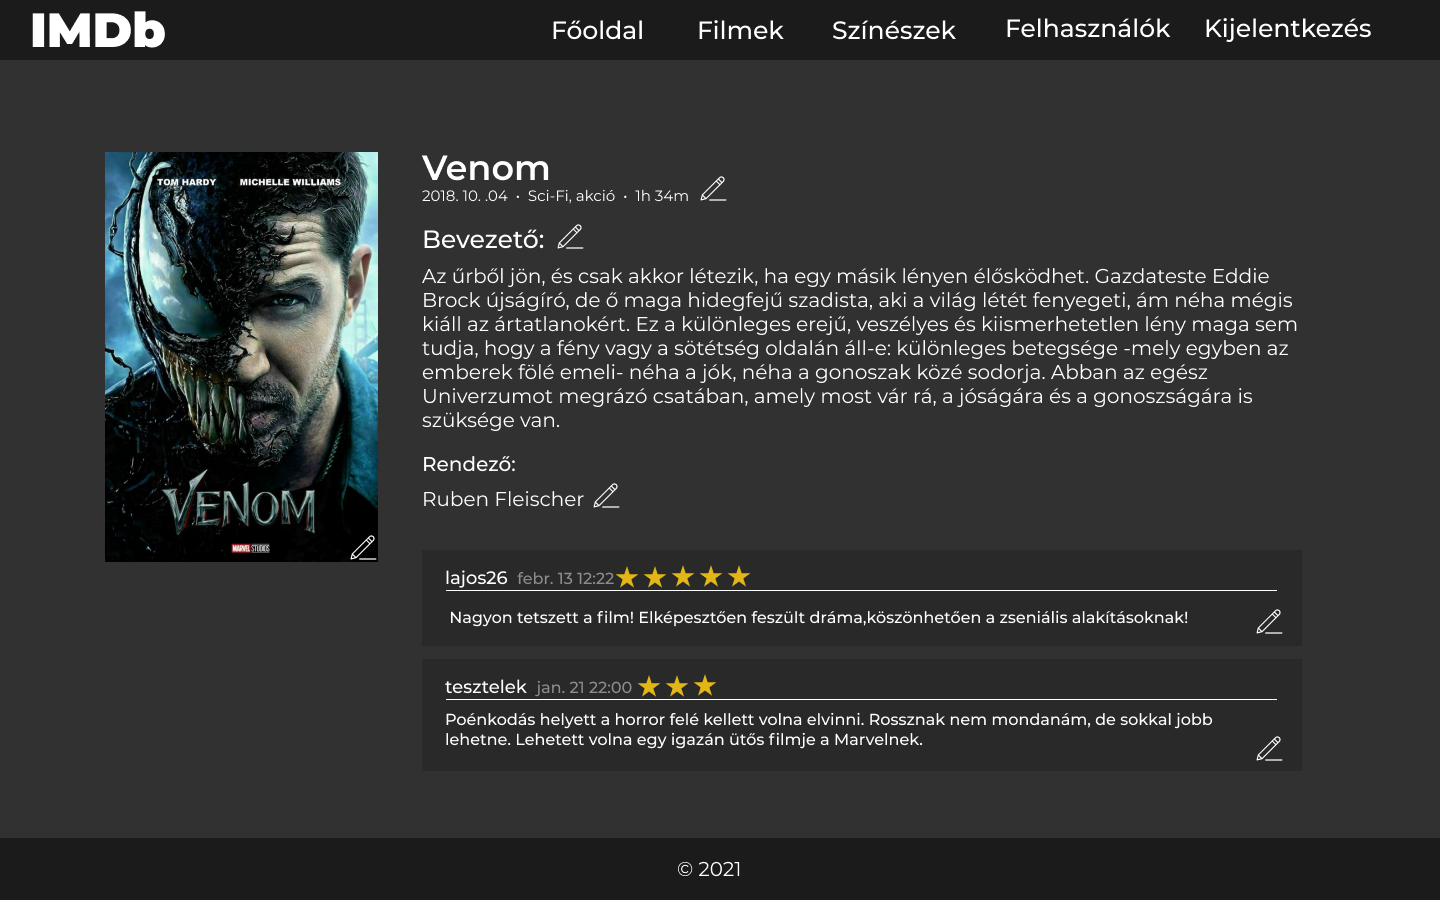 IMDb Főoldal Filmek Színészek Felhasználók Kijelentkezés
TOM HARDY MICHELLE WILLIAMS
VENOM
MARVEL STUDIOS
Venom
2018. 10. .04 • Sci-Fi, akció • 1h 34m
Bevezető:
Az űrből jön, és csak akkor létezik, ha egy másik lényen élősködhet. Gazdateste Eddie
Brock újságíró, de ő maga hidegfejű szadista, aki a világ létét fenyegeti, ám néha mégis
kiáll az ártatlanokért. Ez a különleges erejű, veszélyes és kiismerhetetlen lény maga sem
tudja, hogy a fény vagy a sötétség oldalán áll-e: különleges betegsége -mely egyben az
emberek fölé emeli- néha a jók, néha a gonoszak közé sodorja. Abban az egész
Univerzumot megrázó csatában, amely most vár rá, a jóságára és a gonoszságára is
szüksége van.
Rendező:
Ruben Fleischer
lajos26 febr. 13 12:22
Nagyon tetszett a film! Elképesztően feszült dráma,köszönhetően a zseniális alakításoknak!
tesztelek jan. 21 22:00
Poénkodás helyett a horror felé kellett volna elvinni. Rossznak nem mondanám, de sokkal jobb
lehetne. Lehetett volna egy igazán ütős filmje a Marvelnek.
© 2021